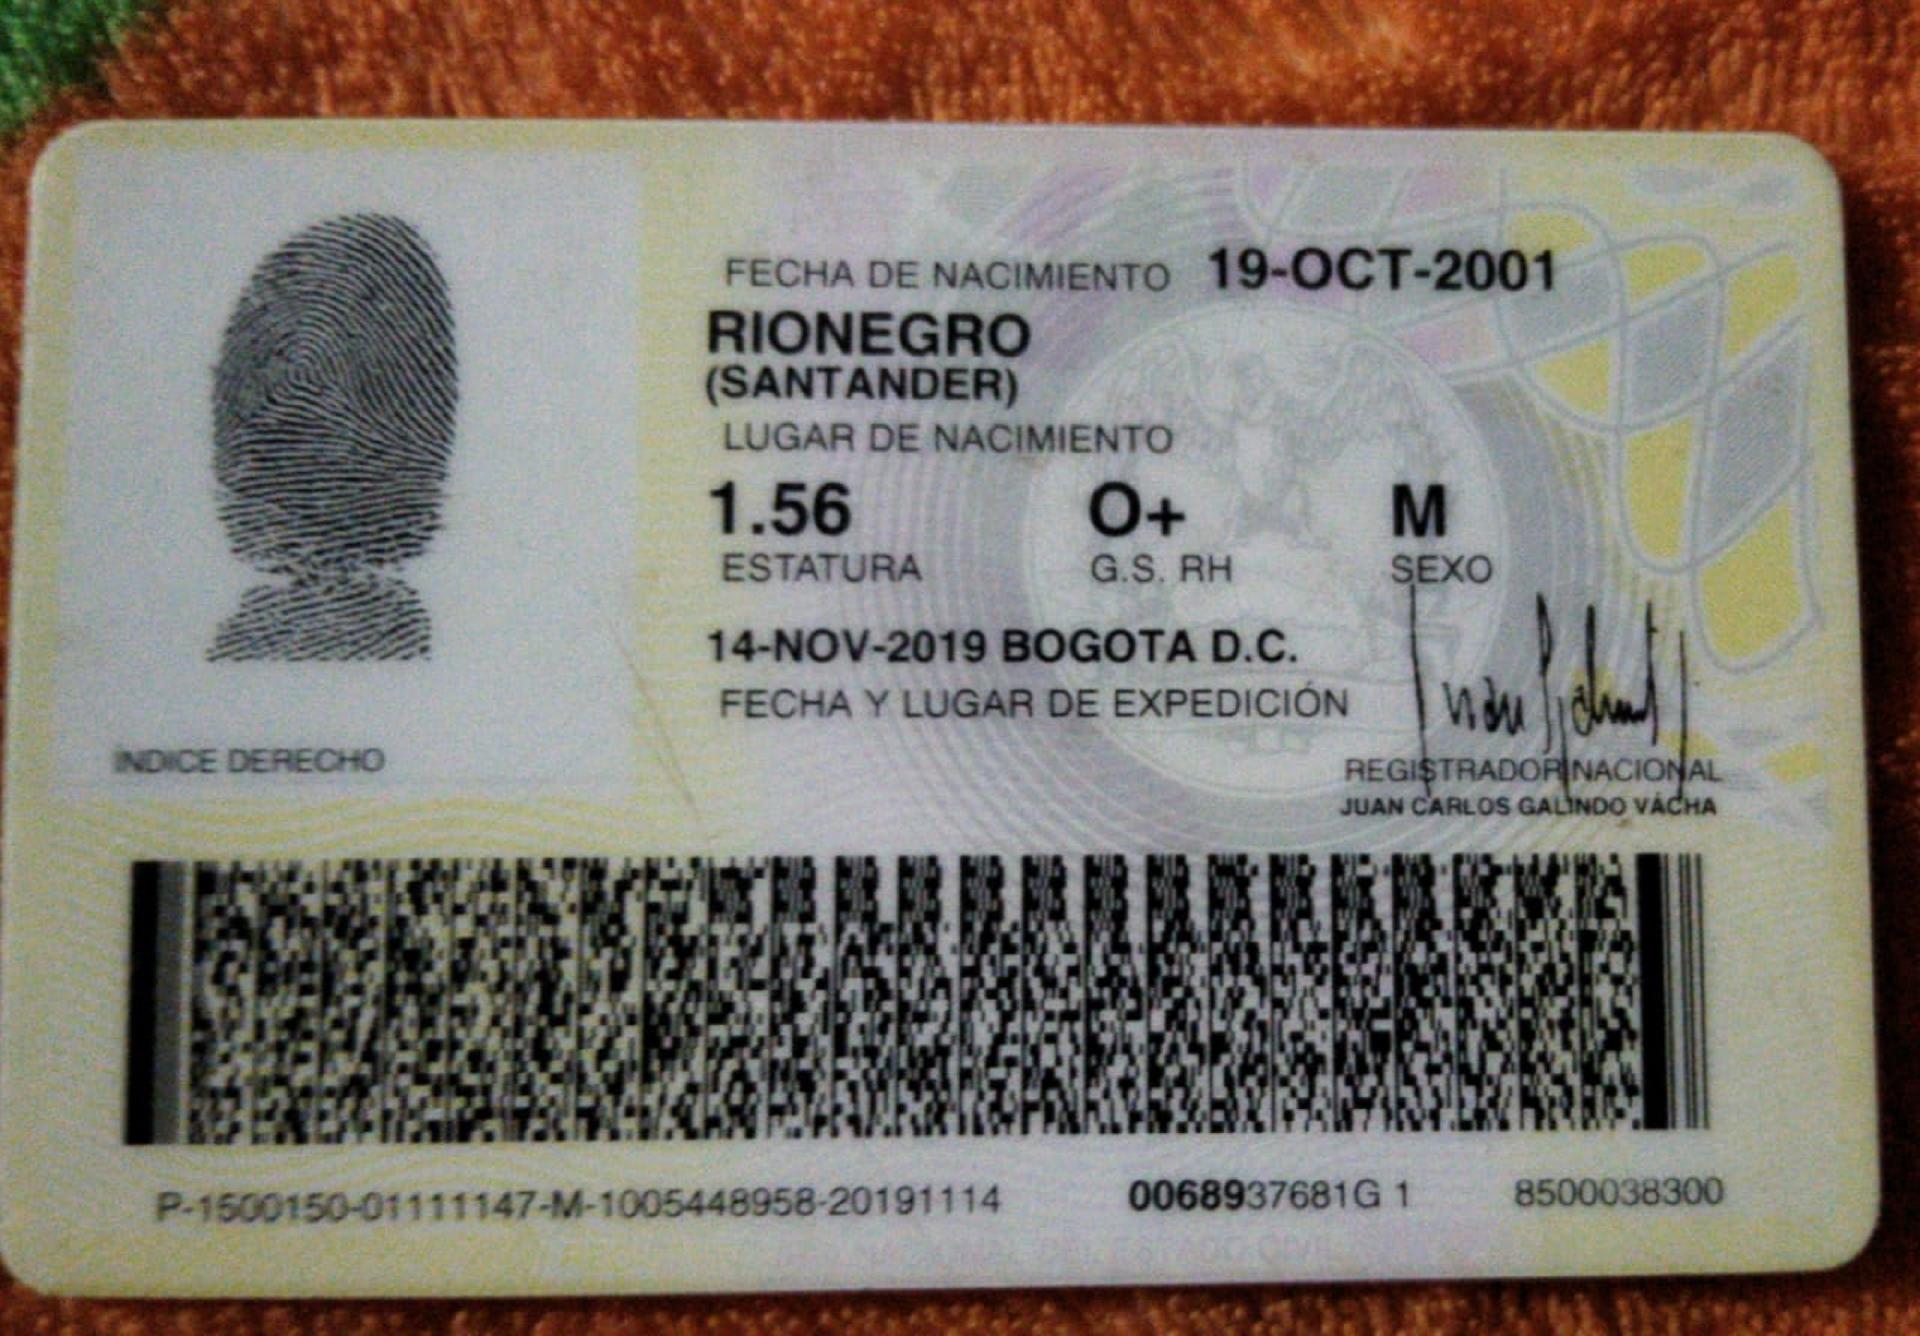 FECHA DE NACIMIENTO 19-OCT-2001
RIONEGRO
(SANTANDER)
LUGAR DE NACIMIENTO
1.56 O+ M
ESTATURA G.S. RH SEXO
14-NOV-2019 BOGOTA D.C.
FECHA Y LUGAR DE EXPEDICIÓN
INDICE DERECHO
REGISTRADOR NACIONAL
JUAN CARLOS GALINDO VÁCHA
P-1500150-01111147-M-1005448958-20191114 0068937681G 1 8500038300